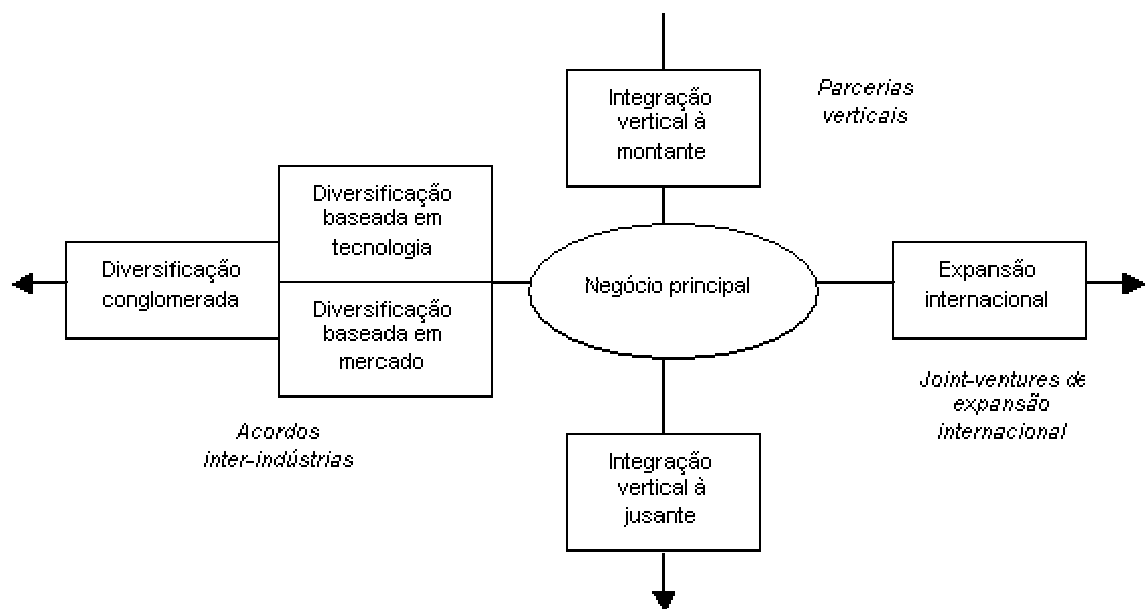 Integração
vertical à
montante
Parcerias
verticais
Diversificação
baseada em
tecnologia
Diversificação
conglomerada
Negócio principal
Expansão
internacional
Diversificação
baseada em
mercado
Joint-ventures de
expansão
internacional
Acordos
inter-indústrias
Integração
vertical à
jusante